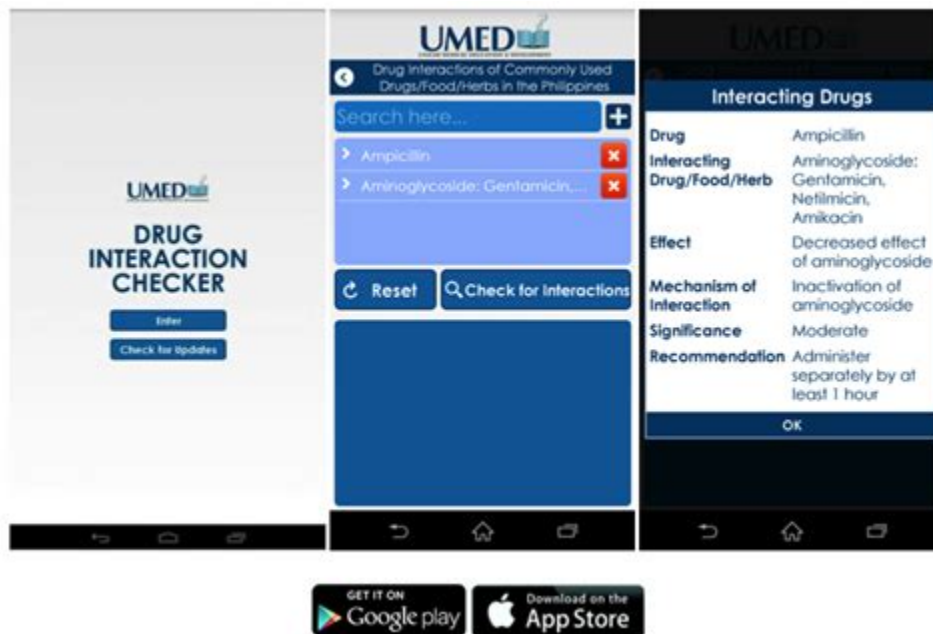 UMED
DRUG
INTERACTION
CHECKER
Enter
Check for Updates
UMED
Drug Interactions of Commonly Used
Drugs/Food/Herbs in the Philippines
Search here...
Ampicillin
Aminoglycoside: Gentamicin,...
Reset
Check for Interactions
UMED
Interacting Drugs
Drug Ampicillin
Interacting Aminoglycoside:
Drug/Food/Herb Gentamicin,
Netilmicin,
Amikacin
Effect Decreased effect
of aminoglycoside
Mechanism of Inactivation of
Interaction aminoglycoside
Significance Moderate
Recommendation Administer
separately by at
least 1 hour
OK
GET IT ON
Google play
Download on the
App Store